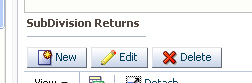 SubDivision Returns
New Edit Delete
View Detach